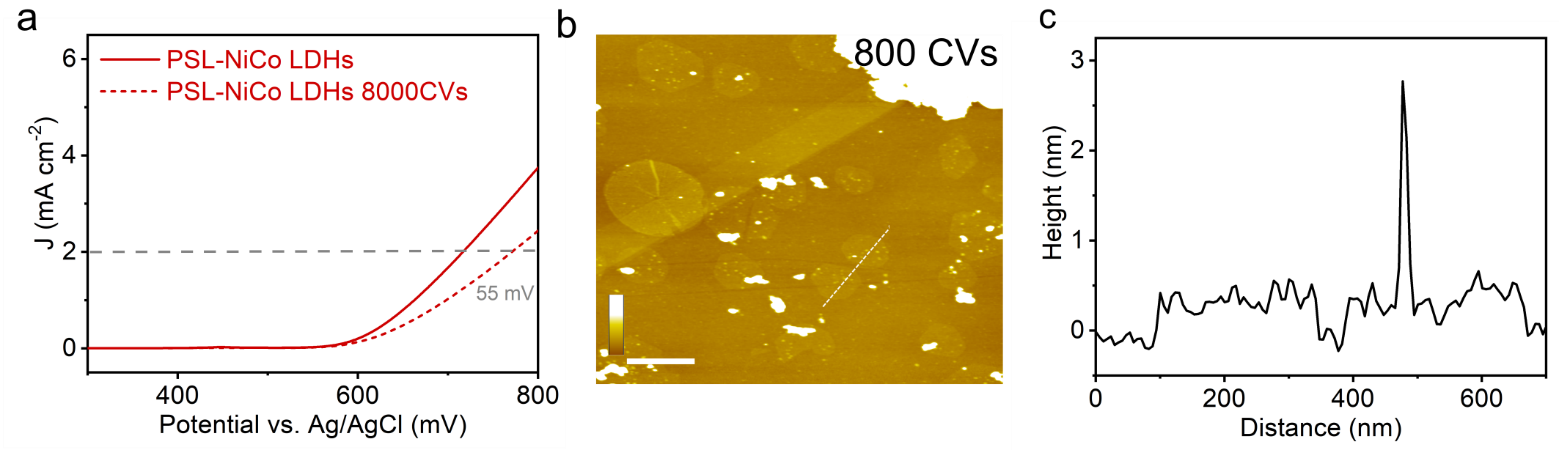 a
6
4
2
0
J (mA cm-2)
PSL-NiCo LDHs
PSL-NiCo LDHs 8000CVs
55 mV
400
600
800
Potential vs. Ag/AgCl (mV)
b
800 CVs
c
3
2
1
0
Height (nm)
0
200
400
600
Distance (nm)